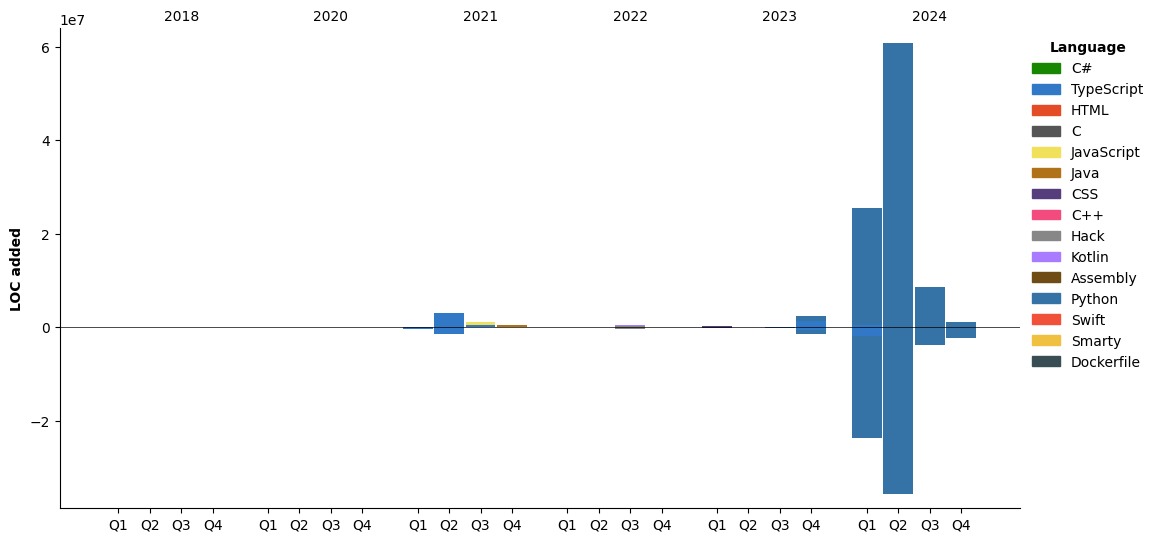 1e7
2018 2020 2021 2022 2023 2024
6
4
2
0
−2
LOC added
Q1 Q2 Q3 Q4 Q1 Q2 Q3 Q4 Q1 Q2 Q3 Q4 Q1 Q2 Q3 Q4 Q1 Q2 Q3 Q4 Q1 Q2 Q3 Q4
Language
C#
TypeScript
HTML
C
JavaScript
Java
CSS
C++
Hack
Kotlin
Assembly
Python
Swift
Smarty
Dockerfile